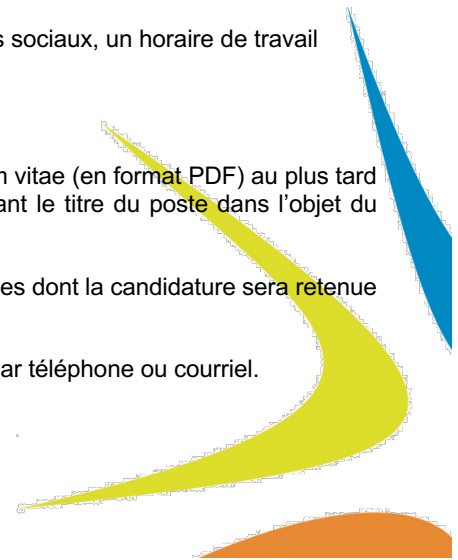 s sociaux, un horaire de travail
n vitae (en format PDF) au plus tard
ant le titre du poste dans l’objet du
es dont la candidature sera retenue
ar téléphone ou courriel.